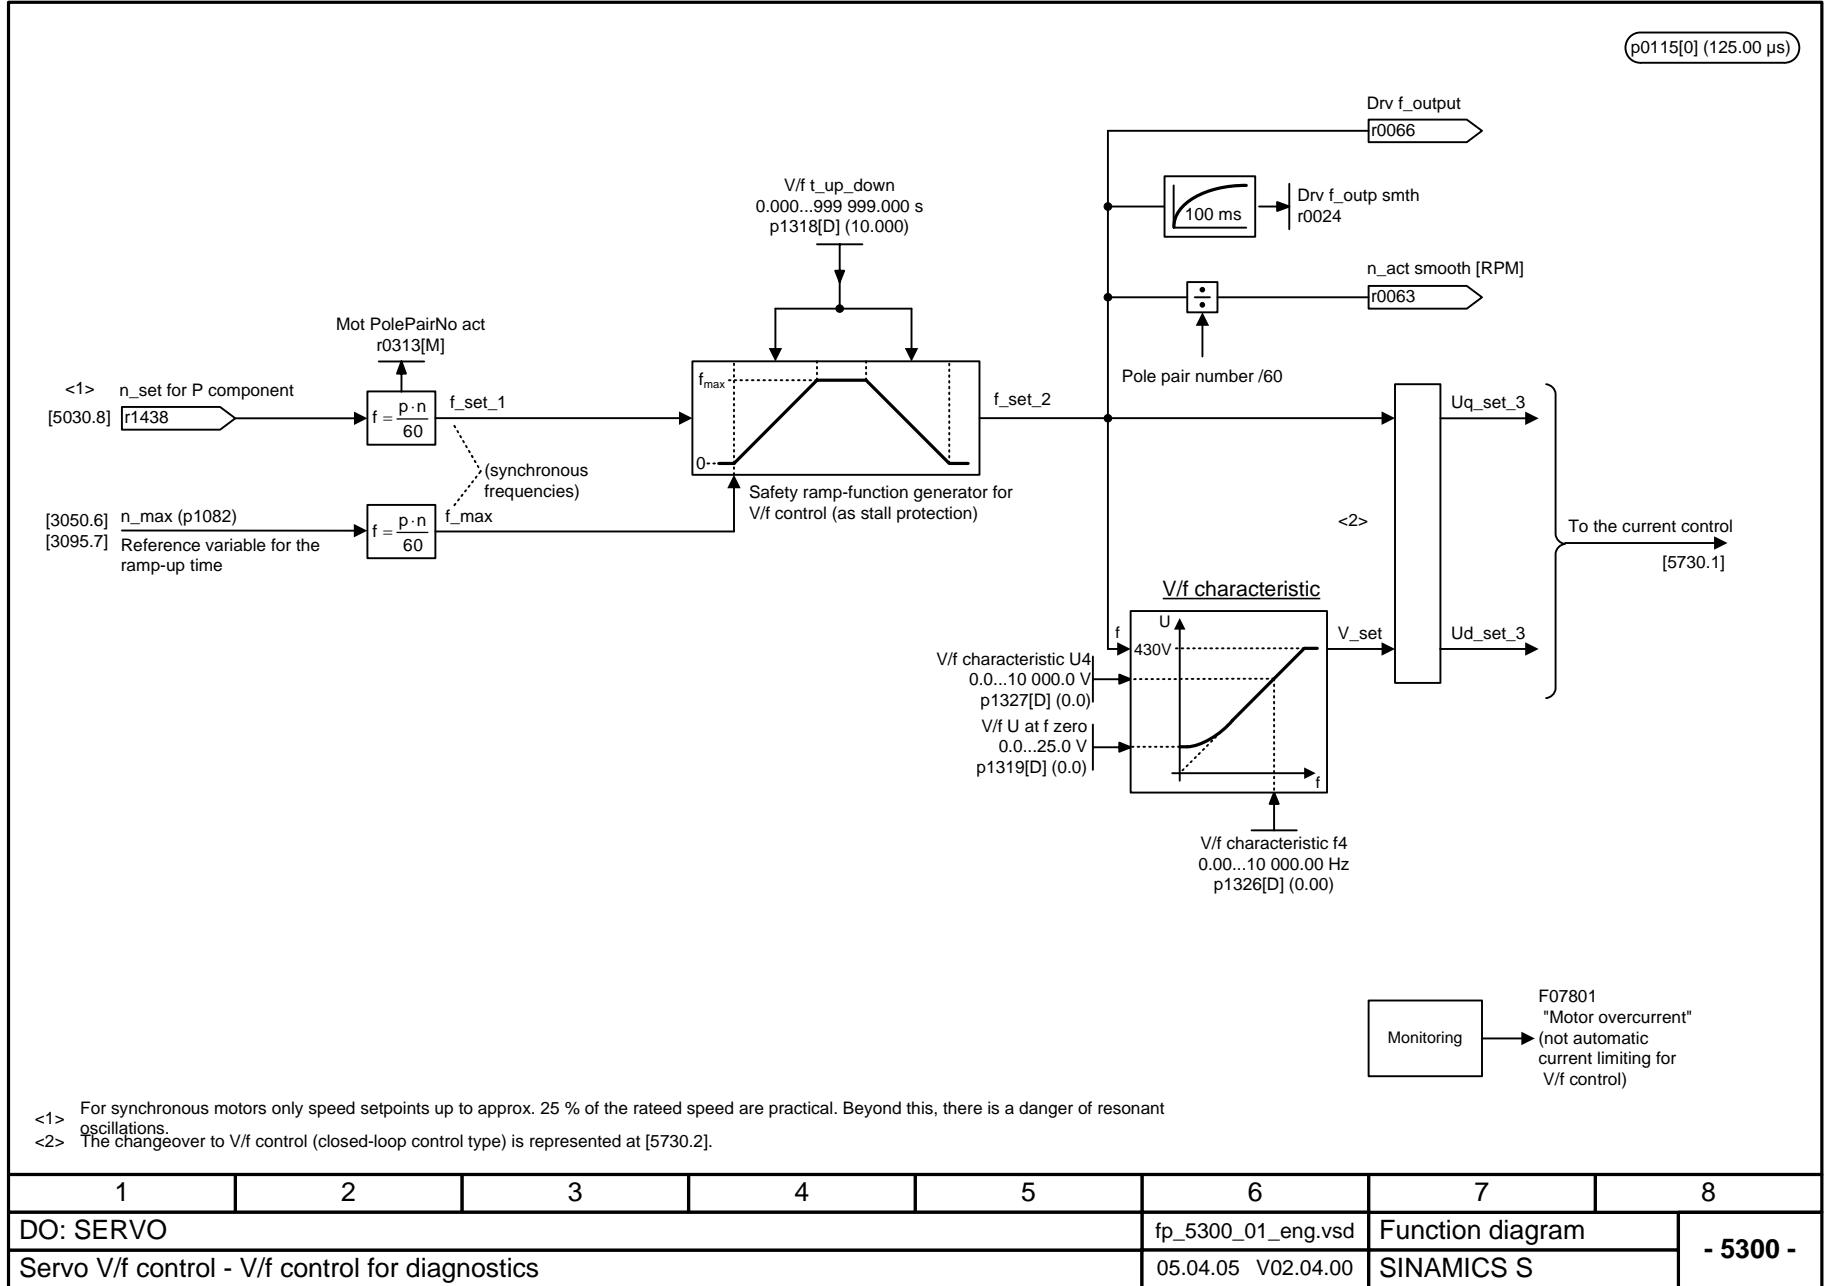 p0115[0] (125.00 µs)
Drv f_output
r0066
V/f t_up_down
0.000...999 999.000 s
p1318[D] (10.000)
100 ms
Drv f_outp smth
r0024
n_act smooth [RPM]
r0063
Pole pair number /60
Mot PolePairNo act
r0313[M]
<1> n_set for P component
[5030.8] r1438
f = p·n
60
f_set_1
fmax
0
f_set_2
Uq_set_3
(synchronous
frequencies)
[3050.6] n_max (p1082)
[3095.7] Reference variable for the
ramp-up time
f = p·n
60
f_max
Safety ramp-function generator for
V/f control (as stall protection)
<2>
To the current control
[5730.1]
V/f characteristic
U
f
430V
f
V_set
Ud_set_3
V/f characteristic U4
0.0...10 000.0 V
p1327[D] (0.0)
V/f U at f zero
0.0...25.0 V
p1319[D] (0.0)
V/f characteristic f4
0.00...10 000.00 Hz
p1326[D] (0.00)
Monitoring
F07801
"Motor overcurrent"
(not automatic
current limiting for
V/f control)
<1> For synchronous motors only speed setpoints up to approx. 25 % of the rateed speed are practical. Beyond this, there is a danger of resonant
oscillations.
<2> The changeover to V/f control (closed-loop control type) is represented at [5730.2].
1 2 3 4 5 6 7 8
DO: SERVO
fp_5300_01_eng.vsd
Function diagram
- 5300 -
Servo V/f control - V/f control for diagnostics
05.04.05 V02.04.00
SINAMICS S